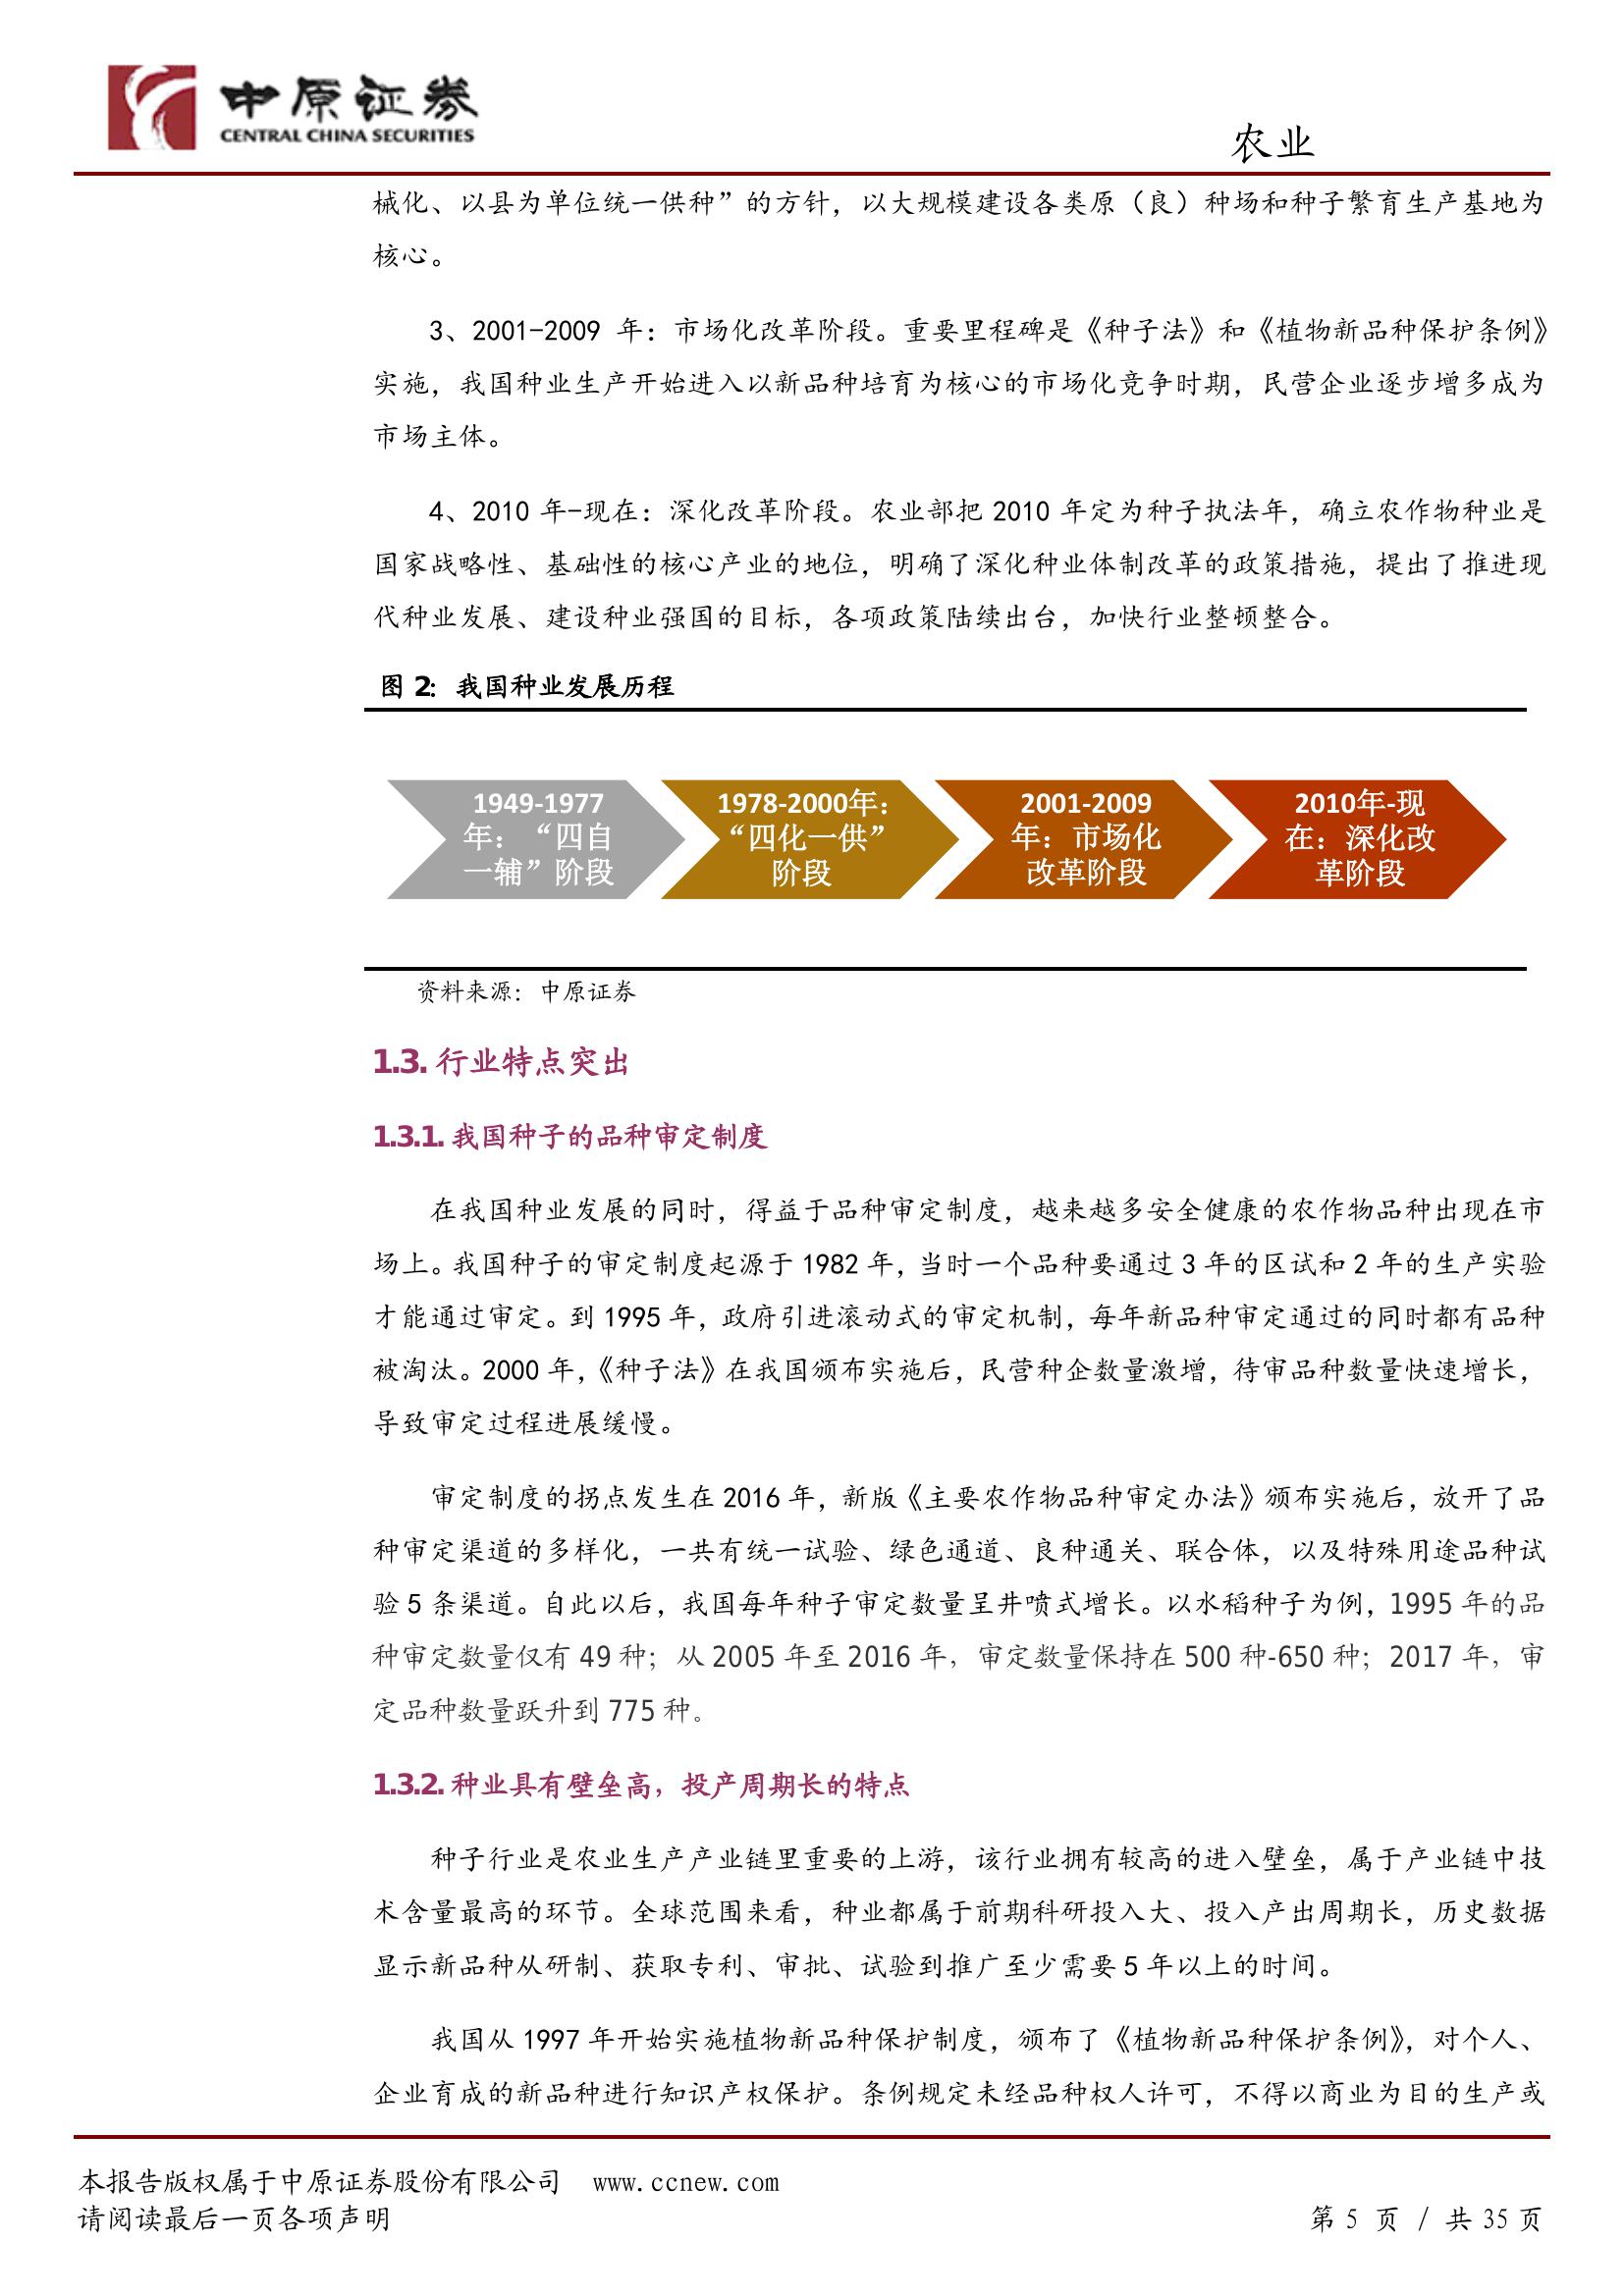 中原证券
CENTRAL CHINA SECURITIES
农业
械化、以县为单位统一供种”的方针，以大规模建设各类原（良）种场和种子繁育生产基地为
核心。
3、2001-2009 年：市场化改革阶段。重要里程碑是《种子法》和《植物新品种保护条例》
实施，我国种业生产开始进入以新品种培育为核心的市场化竞争时期，民营企业逐步增多成为
市场主体。
4、2010 年-现在：深化改革阶段。农业部把 2010 年定为种子执法年，确立农作物种业是
国家战略性、基础性的核心产业的地位，明确了深化种业体制改革的政策措施，提出了推进现
代种业发展、建设种业强国的目标，各项政策陆续出台，加快行业整顿整合。
图 2：我国种业发展历程
1949-1977
年：“四自
一辅”阶段
1978-2000年：
“四化一供”
阶段
2001-2009
年：市场化
改革阶段
2010年-现
在：深化改
革阶段
资料来源：中原证券
1.3. 行业特点突出
1.3.1. 我国种子的品种审定制度
在我国种业发展的同时，得益于品种审定制度，越来越多安全健康的农作物品种出现在市
场上。我国种子的审定制度起源于 1982 年，当时一个品种要通过 3 年的区试和 2 年的生产实验
才能通过审定。到 1995 年，政府引进滚动式的审定机制，每年新品种审定通过的同时都有品种
被淘汰。2000 年，《种子法》在我国颁布实施后，民营种企数量激增，待审品种数量快速增长，
导致审定过程进展缓慢。
审定制度的拐点发生在 2016 年，新版《主要农作物品种审定办法》颁布实施后，放开了品
种审定渠道的多样化，一共有统一试验、绿色通道、良种通关、联合体，以及特殊用途品种试
验 5 条渠道。自此以后，我国每年种子审定数量呈井喷式增长。以水稻种子为例，1995 年的品
种审定数量仅有 49 种；从 2005 年至 2016 年，审定数量保持在 500 种-650 种；2017 年，审
定品种数量跃升到 775 种。
1.3.2. 种业具有壁垒高，投产周期长的特点
种子行业是农业生产产业链里重要的上游，该行业拥有较高的进入壁垒，属于产业链中技
术含量最高的环节。全球范围来看，种业都属于前期科研投入大、投入产出周期长，历史数据
显示新品种从研制、获取专利、审批、试验到推广至少需要 5 年以上的时间。
我国从 1997 年开始实施植物新品种保护制度，颁布了《植物新品种保护条例》，对个人、
企业育成的新品种进行知识产权保护。条例规定未经品种权人许可，不得以商业为目的生产或
本报告版权属于中原证券股份有限公司 www.ccnew.com
请阅读最后一页各项声明
第 5 页 / 共 35 页